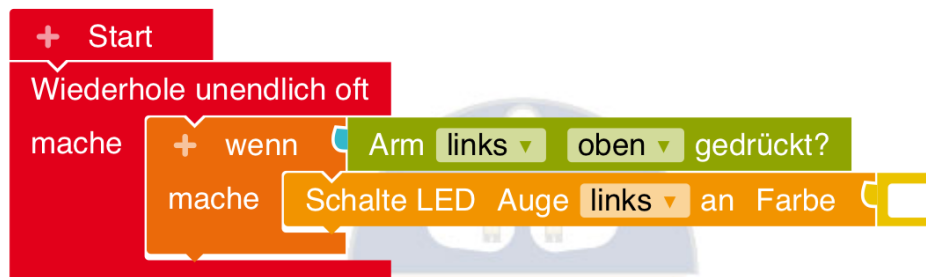 + Start
Wiederhole unendlich oft
mache + wenn Arm links oben gedrückt?
mache Schalte LED Auge links an Farbe